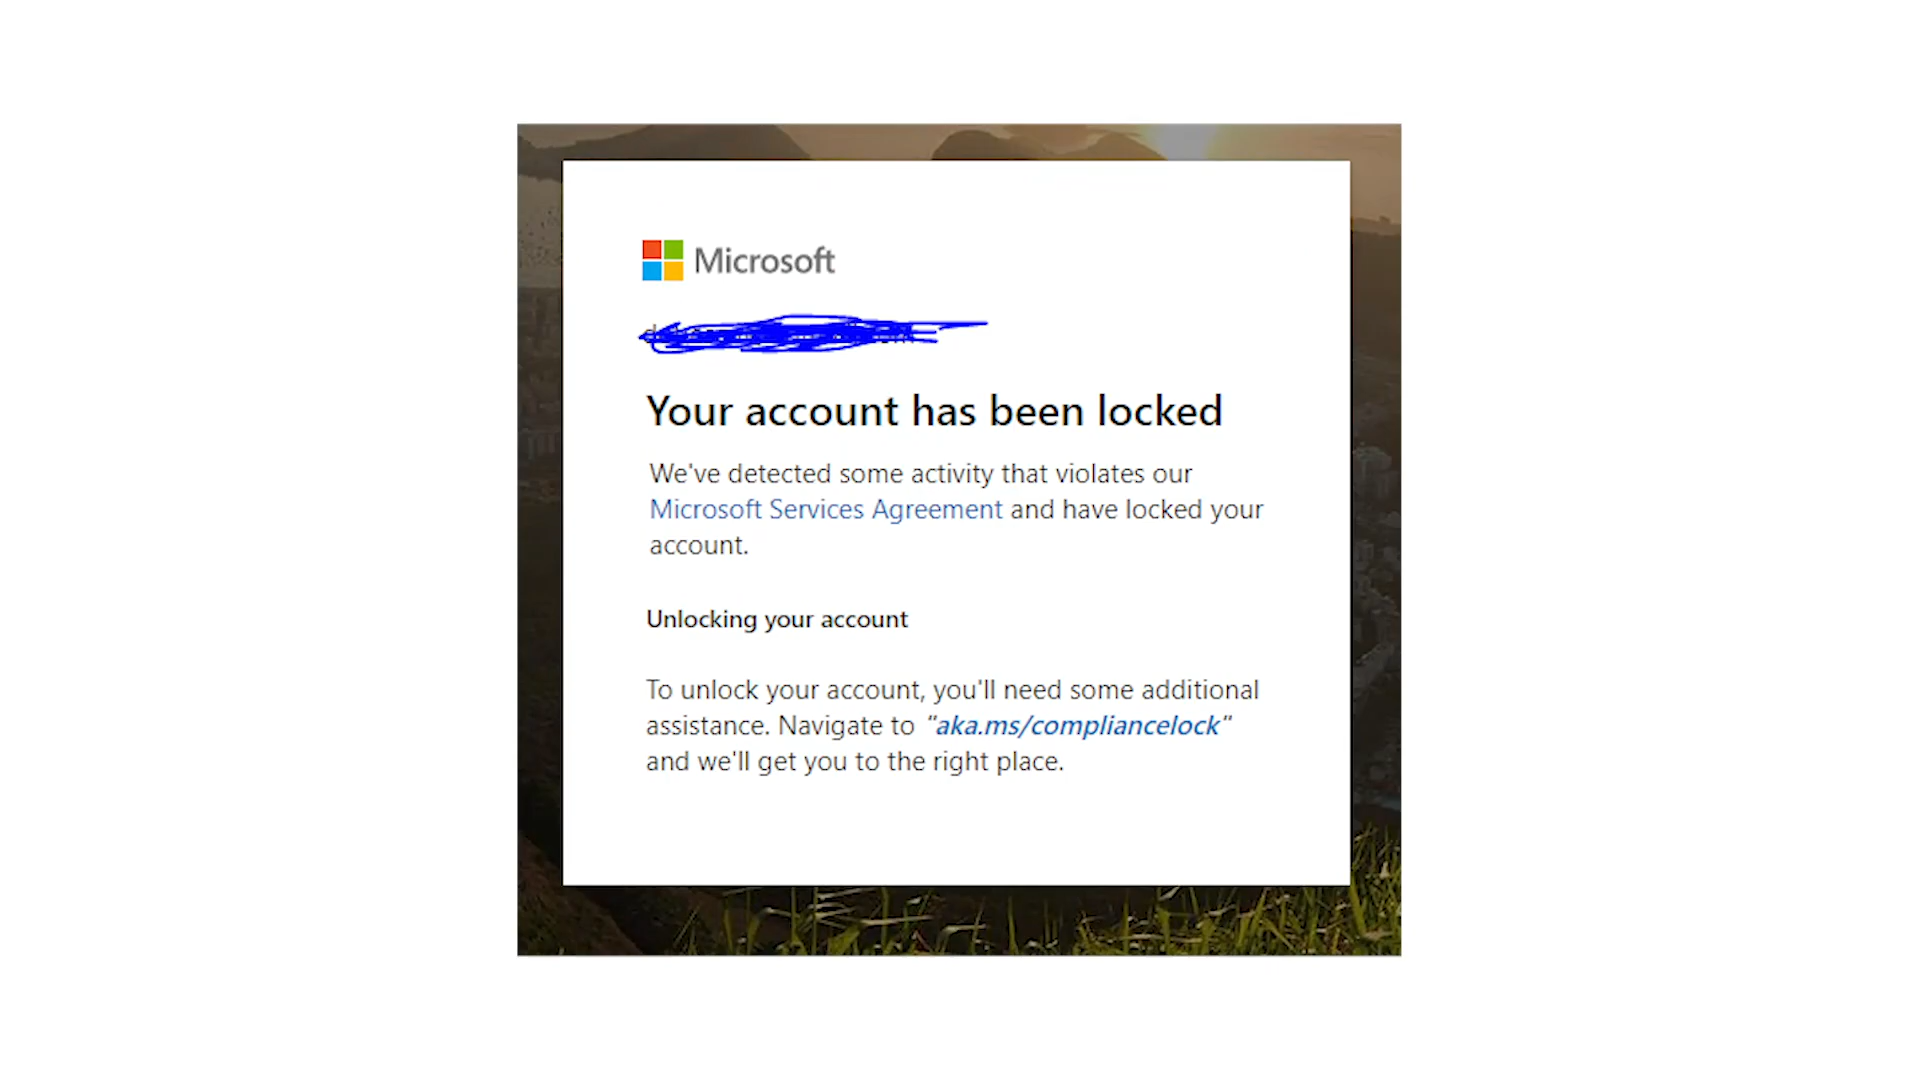 Microsoft
Your account has been locked
We've detected some activity that violates our
Microsoft Services Agreement and have locked your
account.
Unlocking your account
To unlock your account, you'll need some additional
assistance. Navigate to "aka.ms/compliancelock"
and we'll get you to the right place.